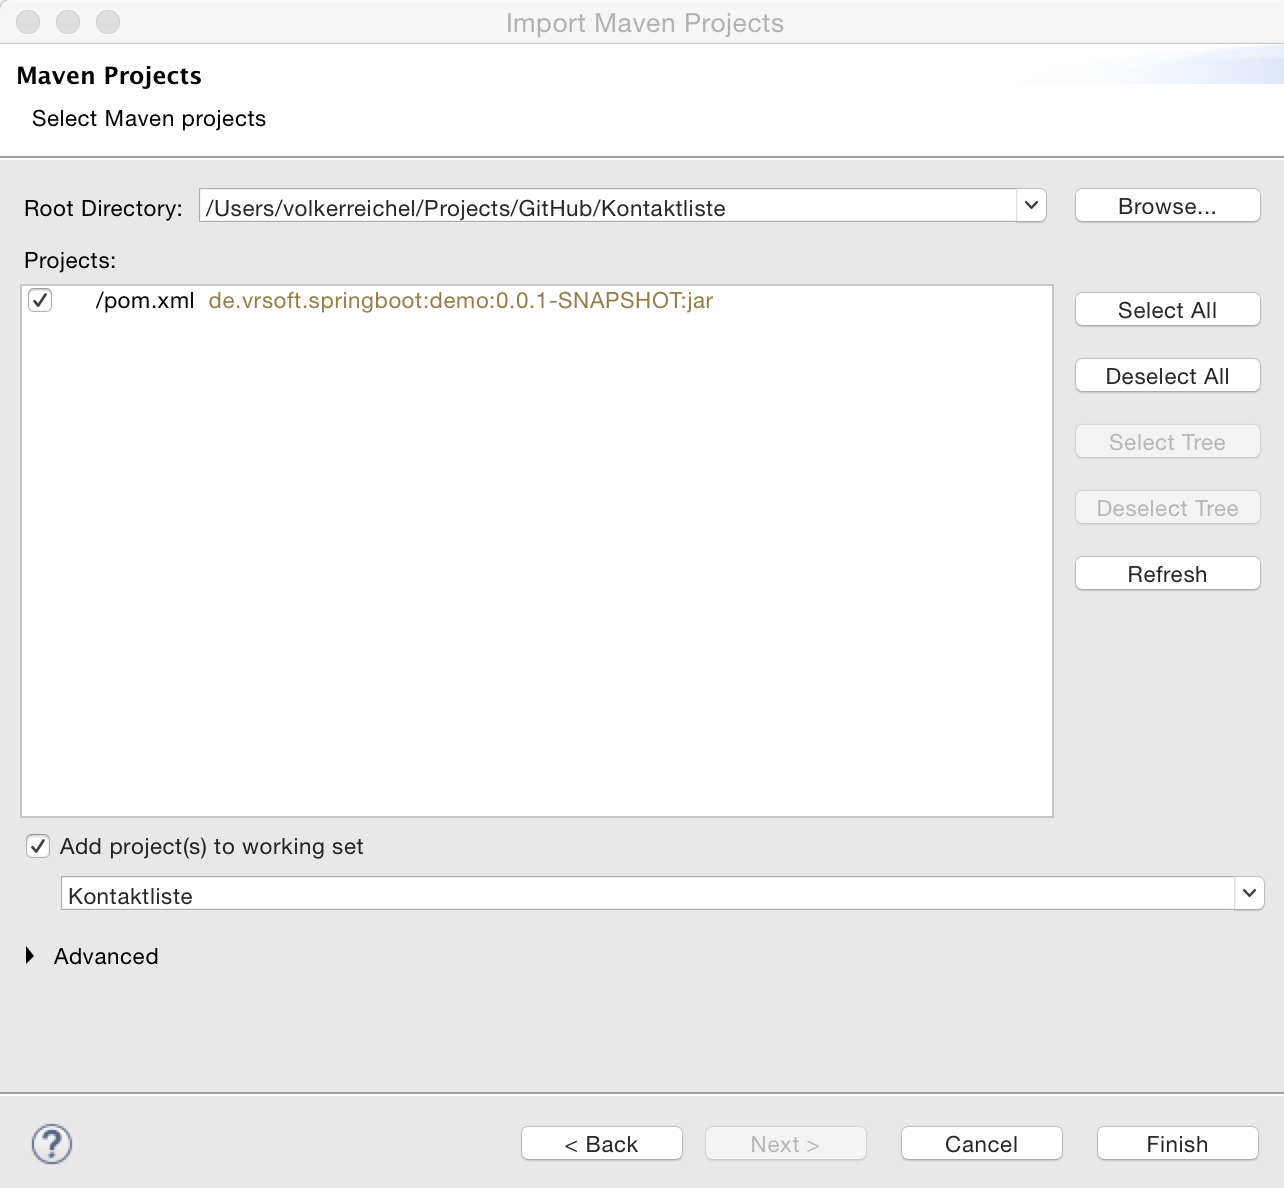 Import Maven Projects
Maven Projects
Select Maven projects
Root Directory: /Users/volkerreichel/Projects/GitHub/Kontaktliste Browse...
Projects:
/pom.xml de.vrsoft.springboot:demo:0.0.1-SNAPSHOT:jar
Select All
Deselect All
Select Tree
Deselect Tree
Refresh
Add project(s) to working set
Kontaktliste
Advanced
? < Back Next > Cancel Finish